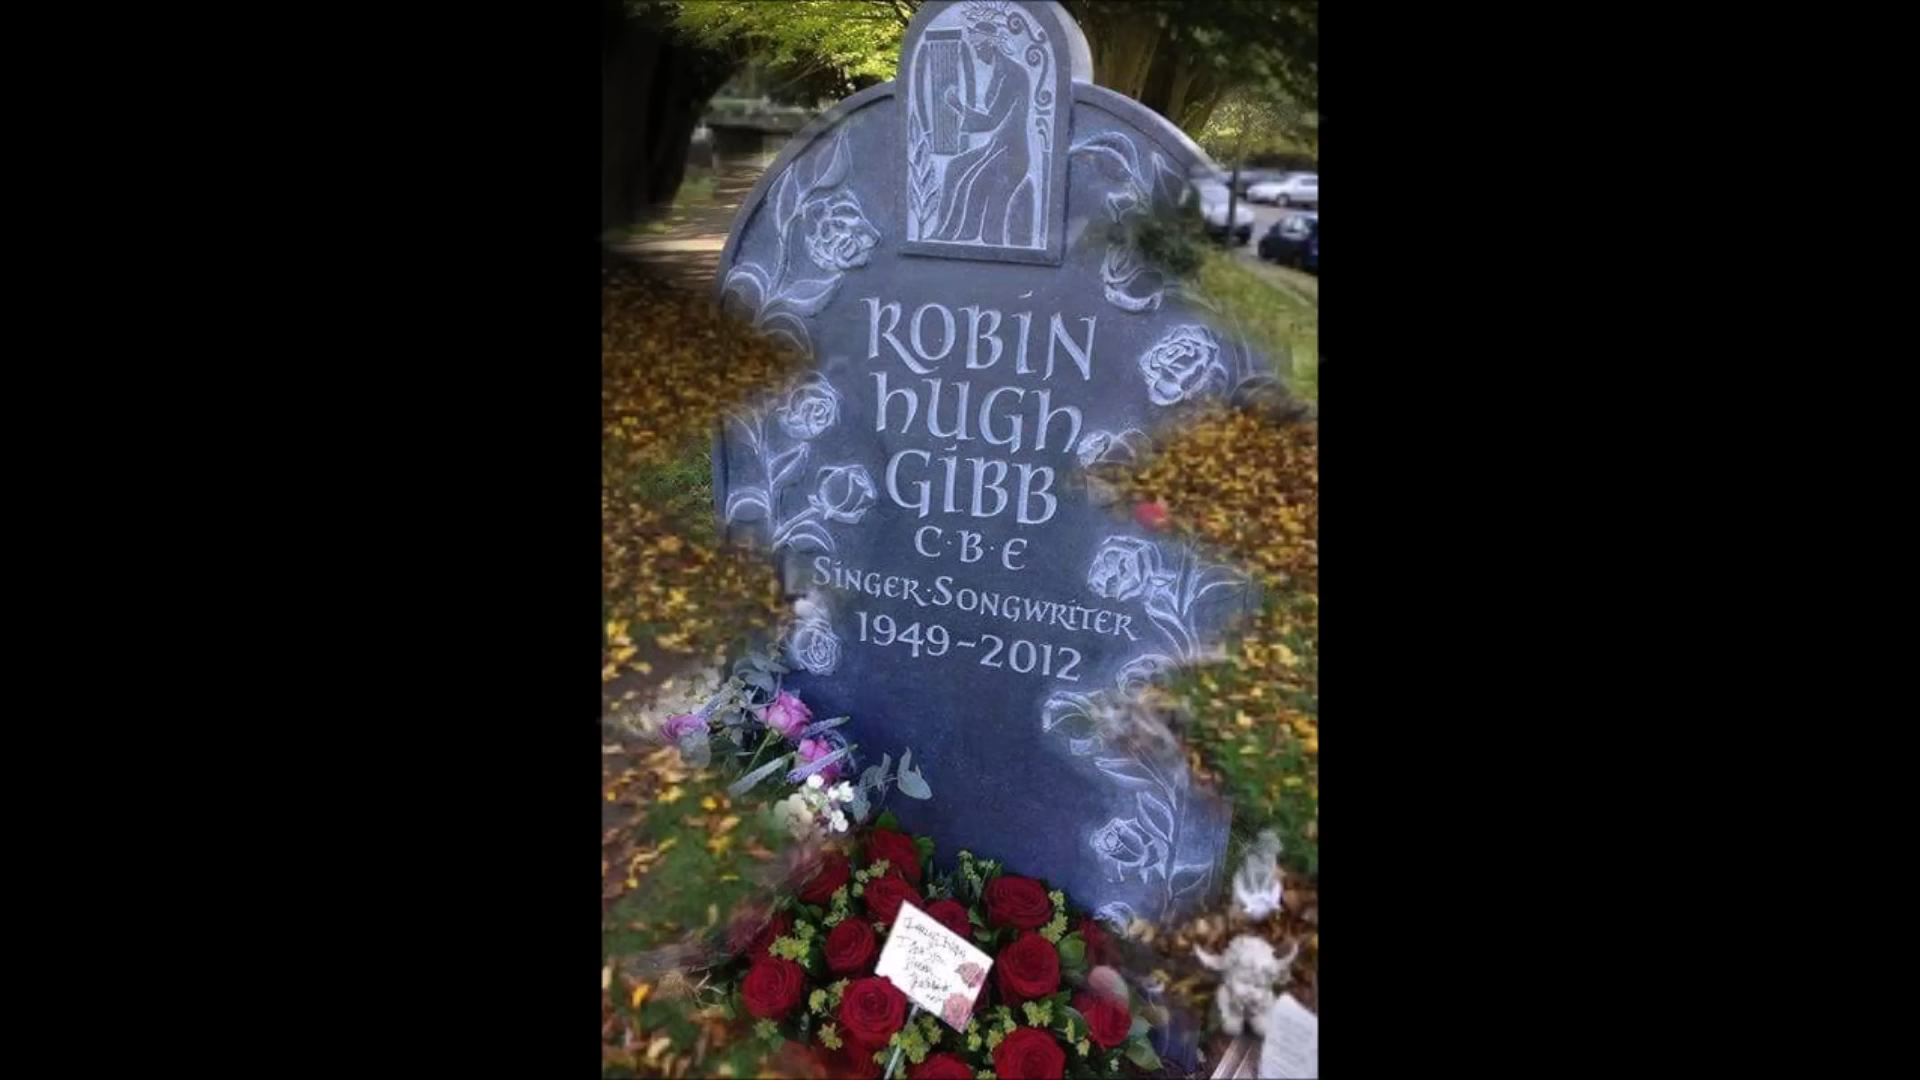 ROBIN
HUGH
GIBB
C·B·E
SINGER·SONGWRITER
1949-2012